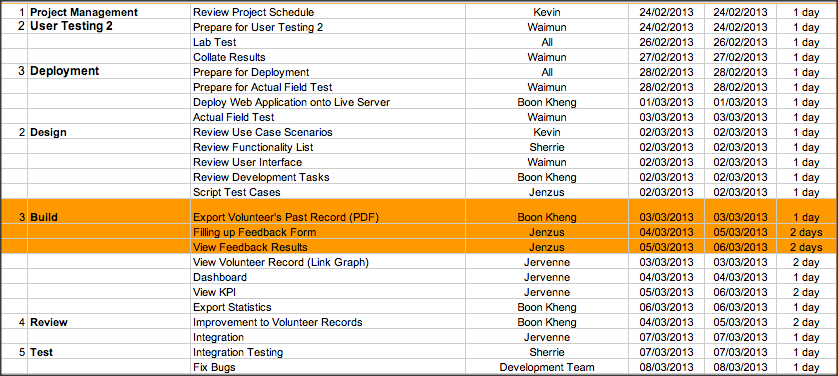 1 Project Management Review Project Schedule Kevin 24/02/2013 24/02/2013 1 day
2 User Testing 2 Prepare for User Testing 2 Waimun 24/02/2013 24/02/2013 1 day
Lab Test All 26/02/2013 26/02/2013 1 day
Collate Results Waimun 27/02/2013 27/02/2013 1 day
3 Deployment Prepare for Deployment All 28/02/2013 28/02/2013 1 day
Prepare for Actual Field Test Waimun 28/02/2013 28/02/2013 1 day
Deploy Web Application onto Live Server Boon Kheng 01/03/2013 01/03/2013 1 day
Actual Field Test Waimun 03/03/2013 03/03/2013 1 day
2 Design Review Use Case Scenarios Kevin 02/03/2013 02/03/2013 1 day
Review Functionality List Sherrie 02/03/2013 02/03/2013 1 day
Review User Interface Waimun 02/03/2013 02/03/2013 1 day
Review Development Tasks Boon Kheng 02/03/2013 02/03/2013 1 day
Script Test Cases Jenzus 02/03/2013 02/03/2013 1 day
3 Build Export Volunteer's Past Record (PDF) Boon Kheng 03/03/2013 03/03/2013 1 day
Filling up Feedback Form Jenzus 04/03/2013 05/03/2013 2 days
View Feedback Results Jenzus 05/03/2013 06/03/2013 2 days
View Volunteer Record (Link Graph) Jervenne 03/03/2013 03/03/2013 2 day
Dashboard Jervenne 04/03/2013 04/03/2013 1 day
View KPI Jervenne 05/03/2013 06/03/2013 2 day
Export Statistics Boon Kheng 06/03/2013 06/03/2013 1 day
4 Review Improvement to Volunteer Records Boon Kheng 04/03/2013 05/03/2013 2 day
Integration Jervenne 07/03/2013 07/03/2013 1 day
5 Test Integration Testing Sherrie 07/03/2013 07/03/2013 1 day
Fix Bugs Development Team 08/03/2013 08/03/2013 1 day